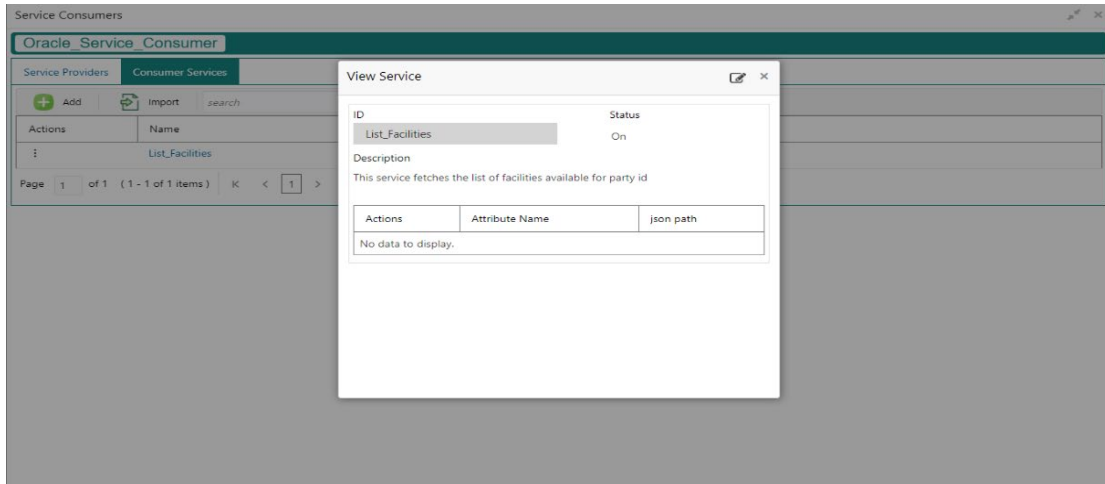 Service Consumers
Oracle_Service_Consumer
Service Providers Consumer Services
Add Import search
Actions Name
List_Facilities
Page 1 of 1 ( 1 - 1 of 1 items ) K < 1 >
View Service
ID Status
List_Facilities On
Description
This service fetches the list of facilities available for party id
Actions Attribute Name json path
No data to display.